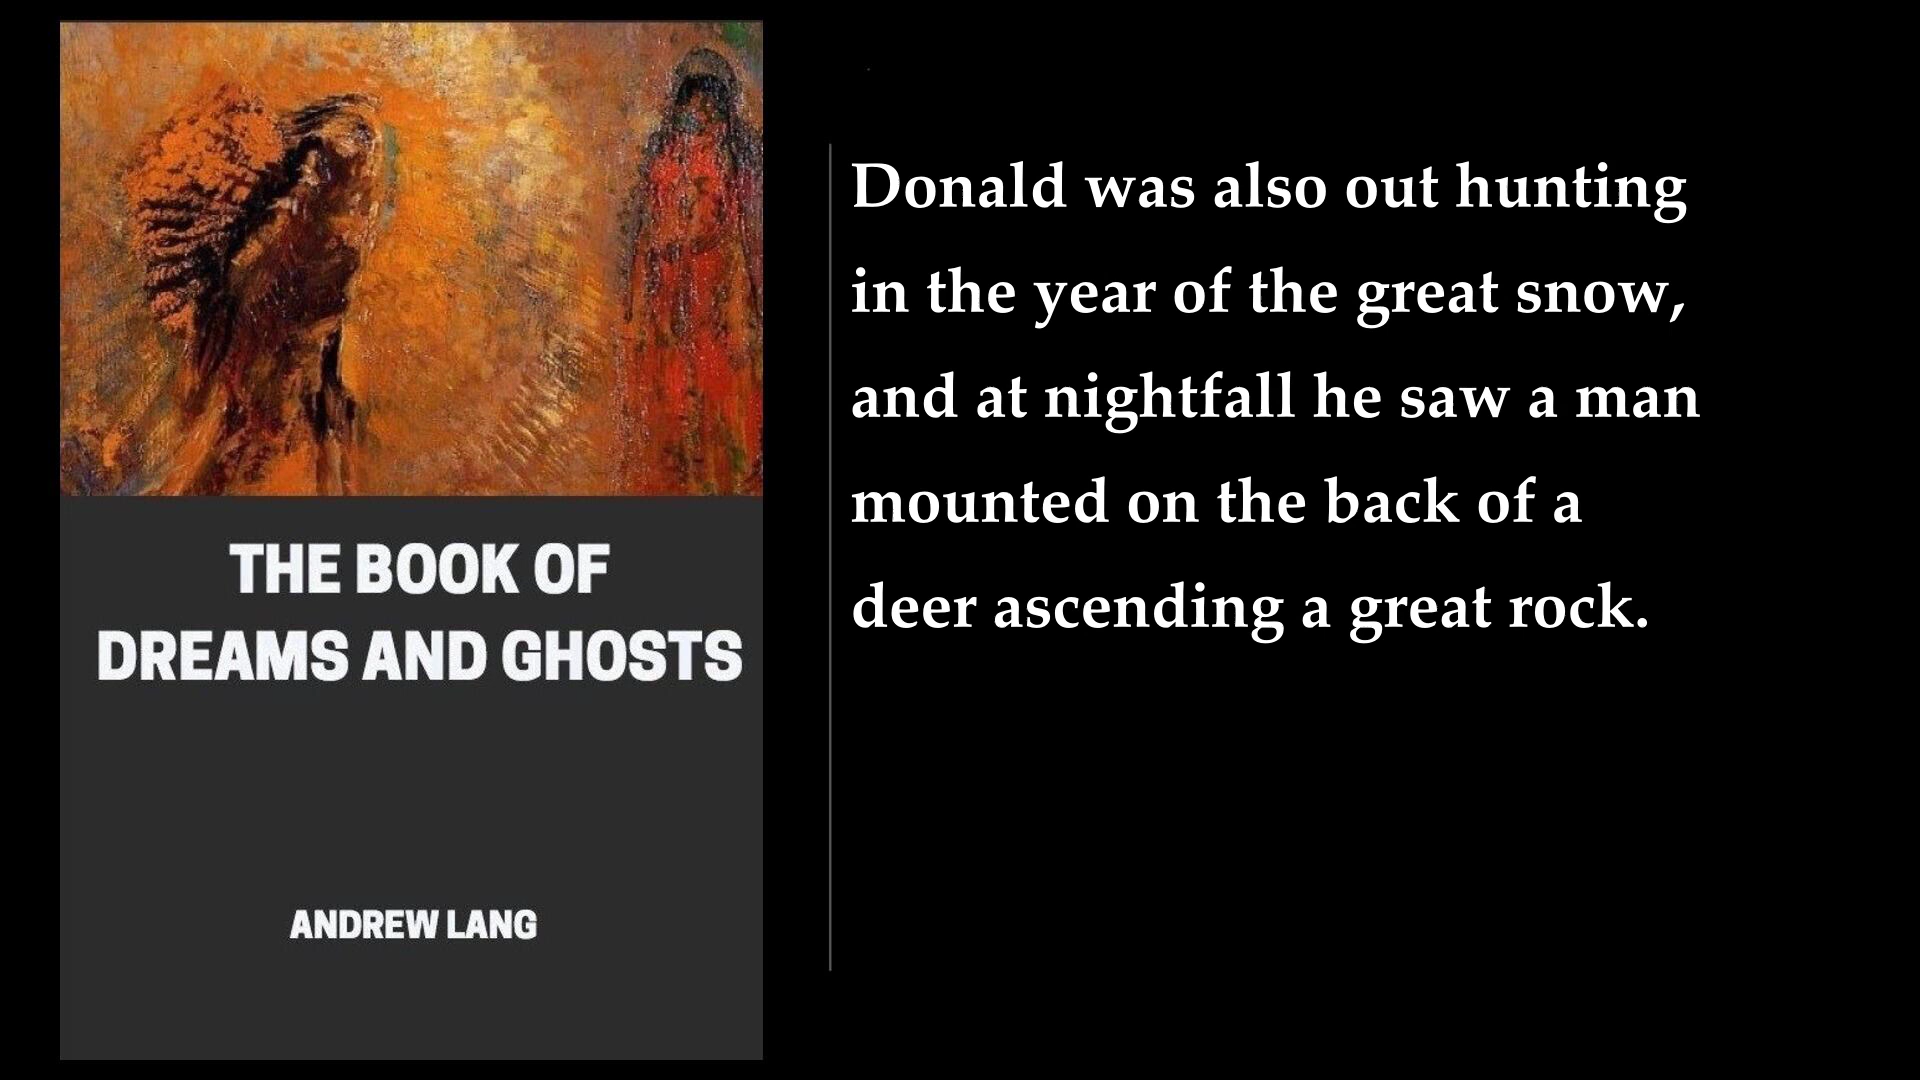 THE BOOK OF
DREAMS AND GHOSTS
ANDREW LANG
Donald was also out hunting
in the year of the great snow,
and at nightfall he saw a man
mounted on the back of a
deer ascending a great rock.